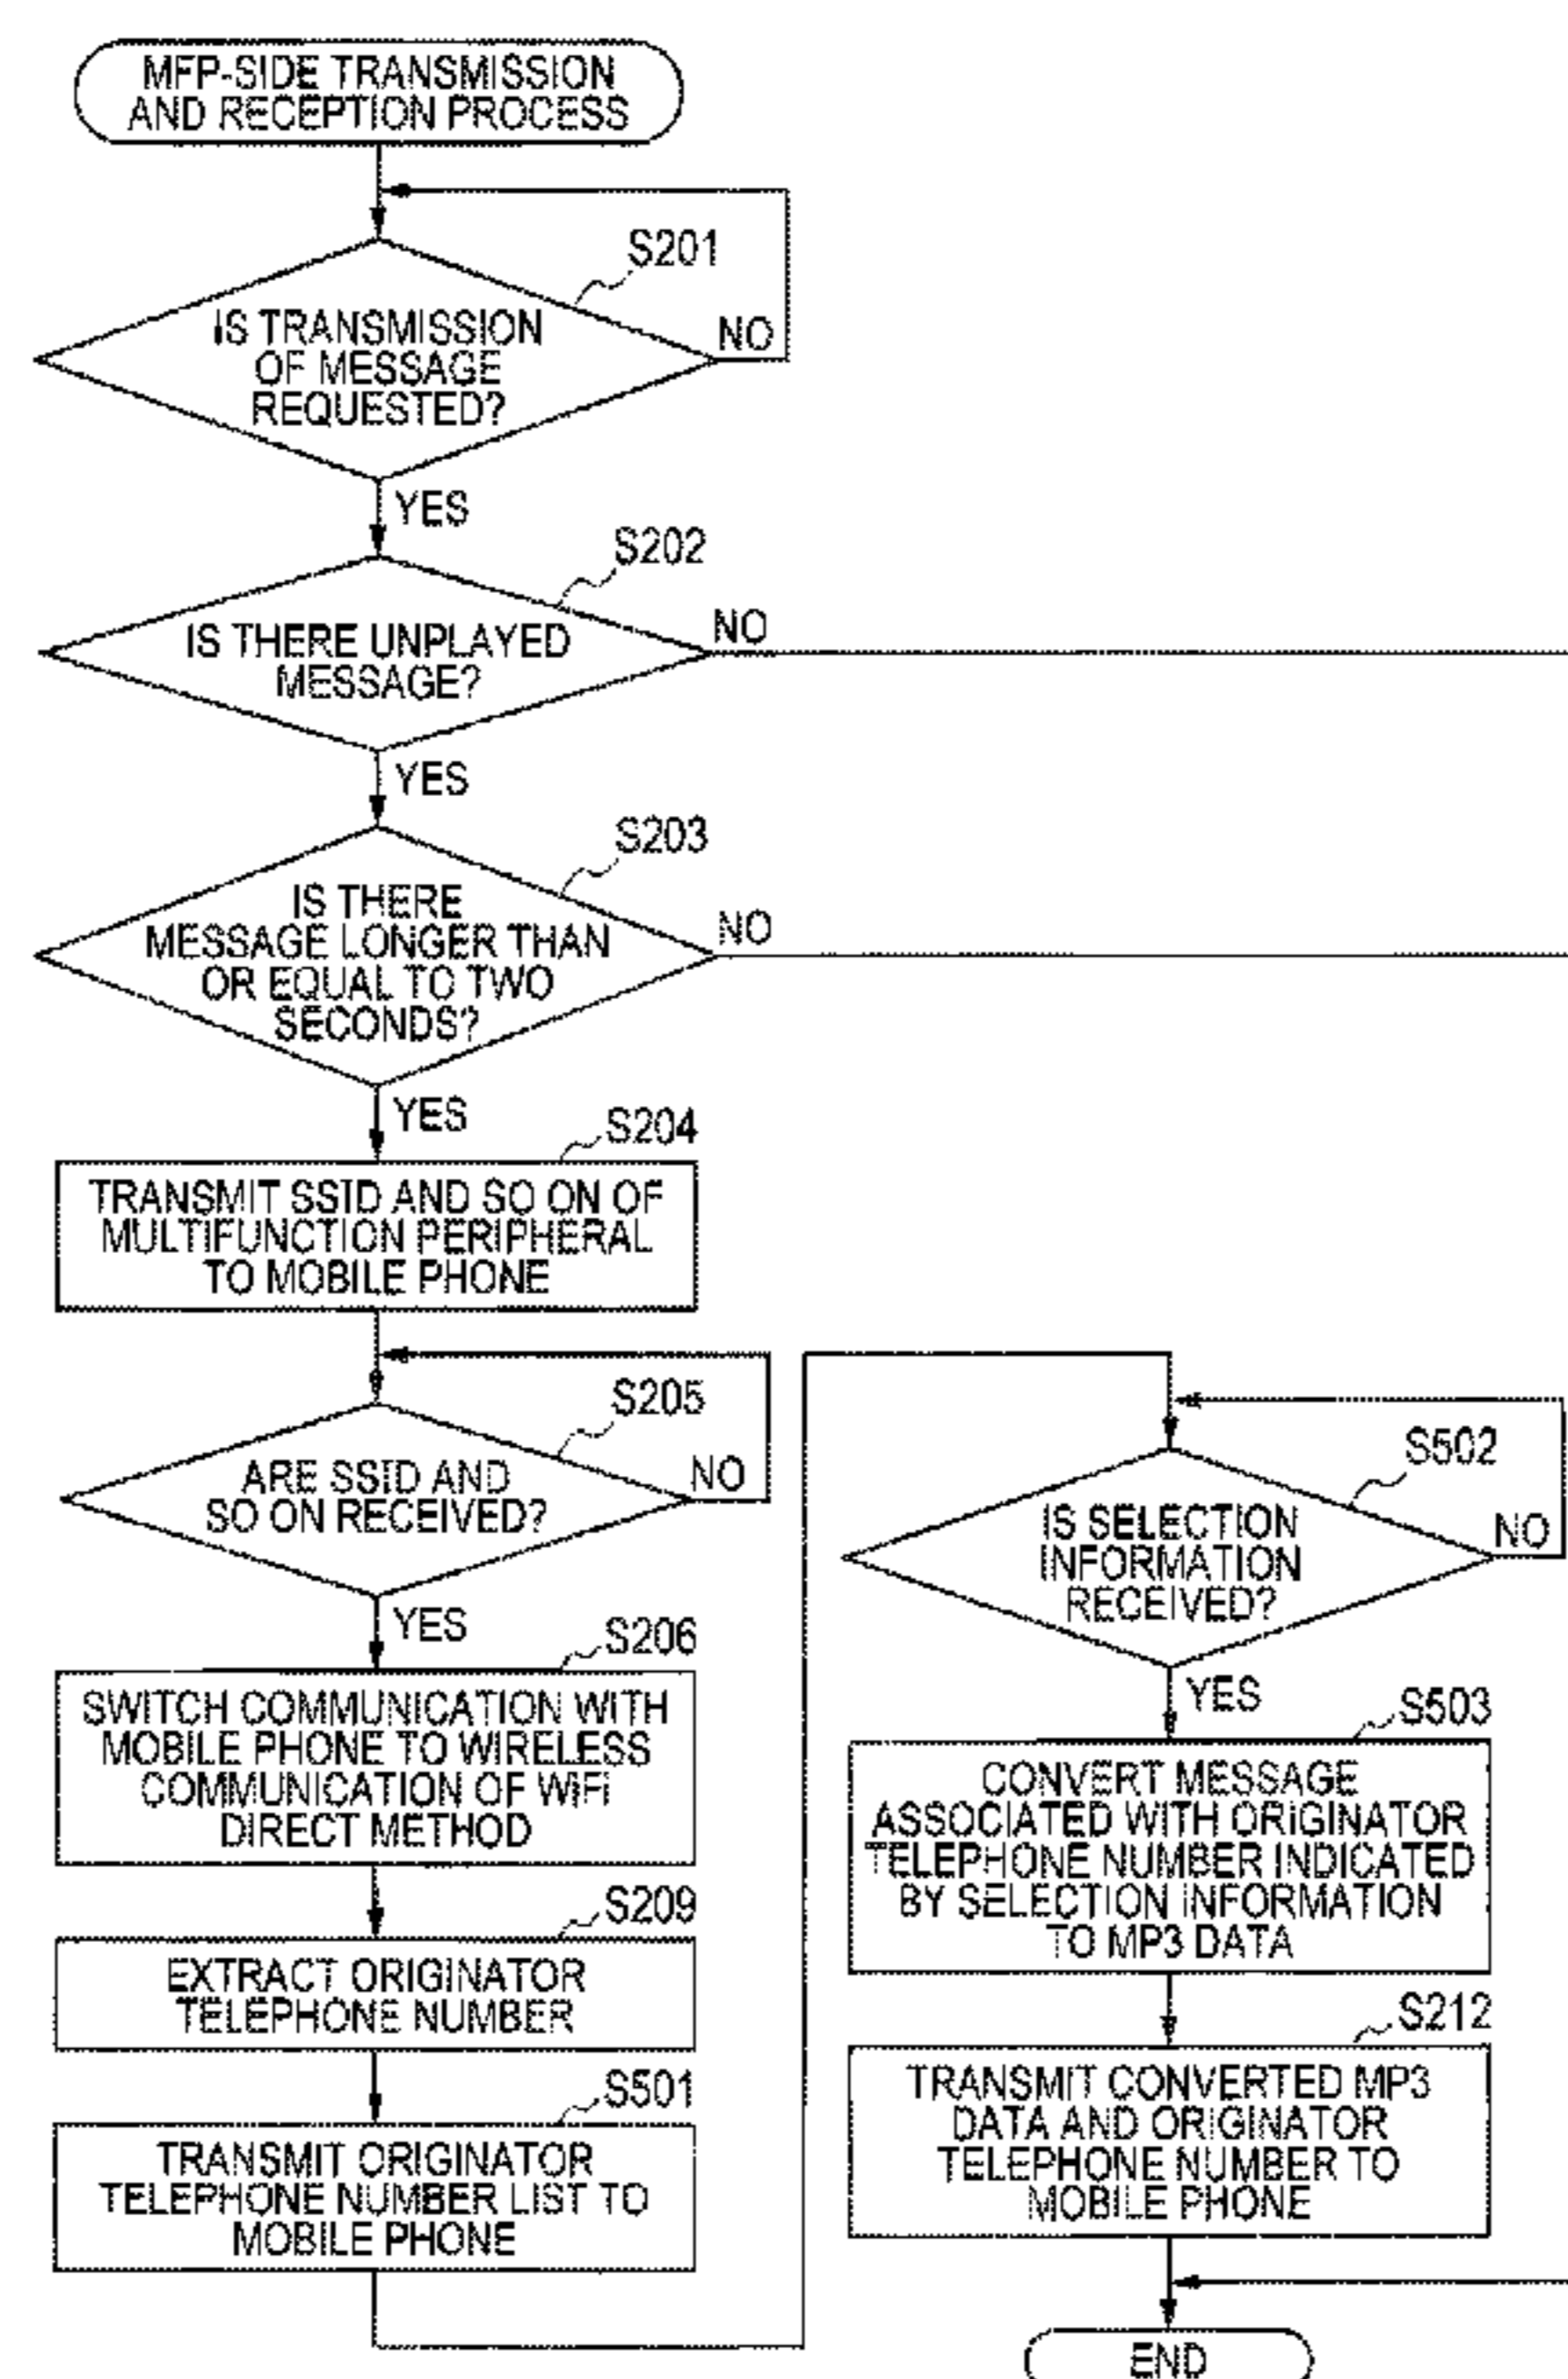 MFP-SIDE TRANSMISSION
AND RECEPTION PROCESS
S201
IS TRANSMISSION
OF MESSAGE
REQUESTED?
NO
YES
S202
IS THERE UNPLAYED
MESSAGE?
NO
YES
S203
IS THERE
MESSAGE LONGER THAN
OR EQUAL TO TWO
SECONDS?
NO
YES
S204
TRANSMIT SSID AND SO ON OF
MULTIFUNCTION PERIPHERAL
TO MOBILE PHONE
S205
ARE SSID AND
SO ON RECEIVED?
NO
YES
S206
SWITCH COMMUNICATION WITH
MOBILE PHONE TO WIRELESS
COMMUNICATION OF WiFi
DIRECT METHOD
S209
EXTRACT ORIGINATOR
TELEPHONE NUMBER
S501
TRANSMIT ORIGINATOR
TELEPHONE NUMBER LIST TO
MOBILE PHONE
S502
IS SELECTION
INFORMATION
RECEIVED?
NO
YES
S503
CONVERT MESSAGE
ASSOCIATED WITH ORIGINATOR
TELEPHONE NUMBER INDICATED
BY SELECTION INFORMATION
TO MP3 DATA
S212
TRANSMIT CONVERTED MP3
DATA AND ORIGINATOR
TELEPHONE NUMBER TO
MOBILE PHONE
END